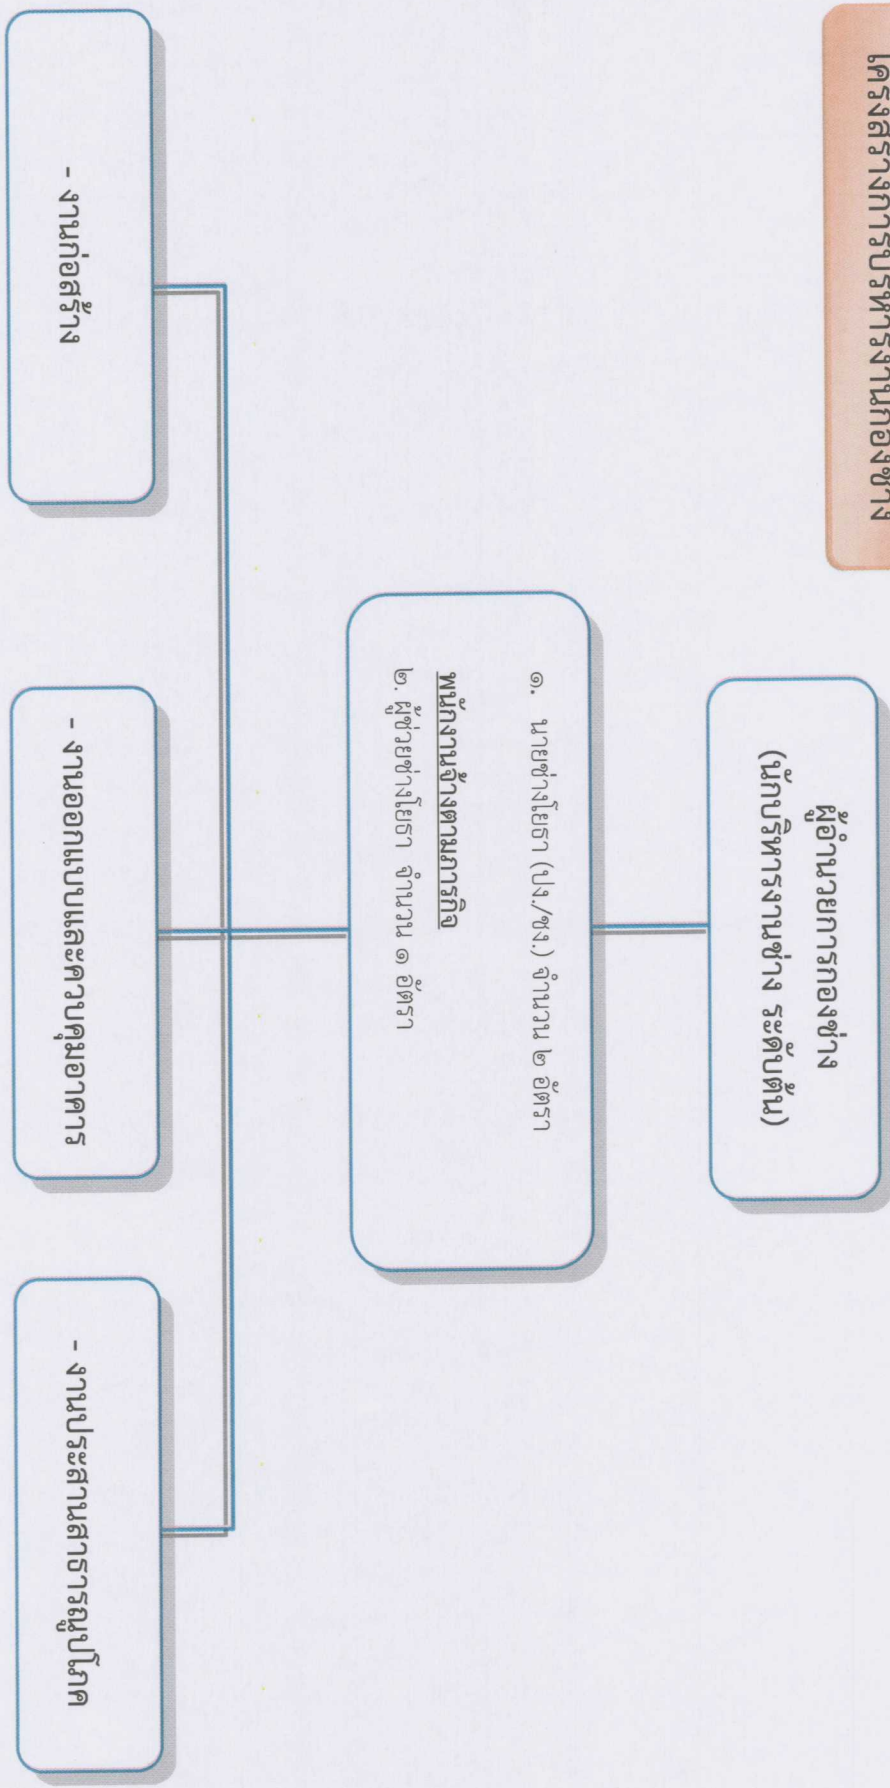 โครงสร้างการบริหารงานกองช่าง
ผู้อำนวยการกองช่าง
(นักบริหารงานช่าง ระดับต้น)
๑. นายช่างโยธา (ปง./ชง.) จำนวน ๒ อัตรา
พนักงานจ้างตามภารกิจ
๒. ผู้ช่วยช่างโยธา จำนวน ๑ อัตรา
- งานก่อสร้าง
- งานออกแบบและควบคุมอาคาร
- งานประสานสาธารณูปโภค